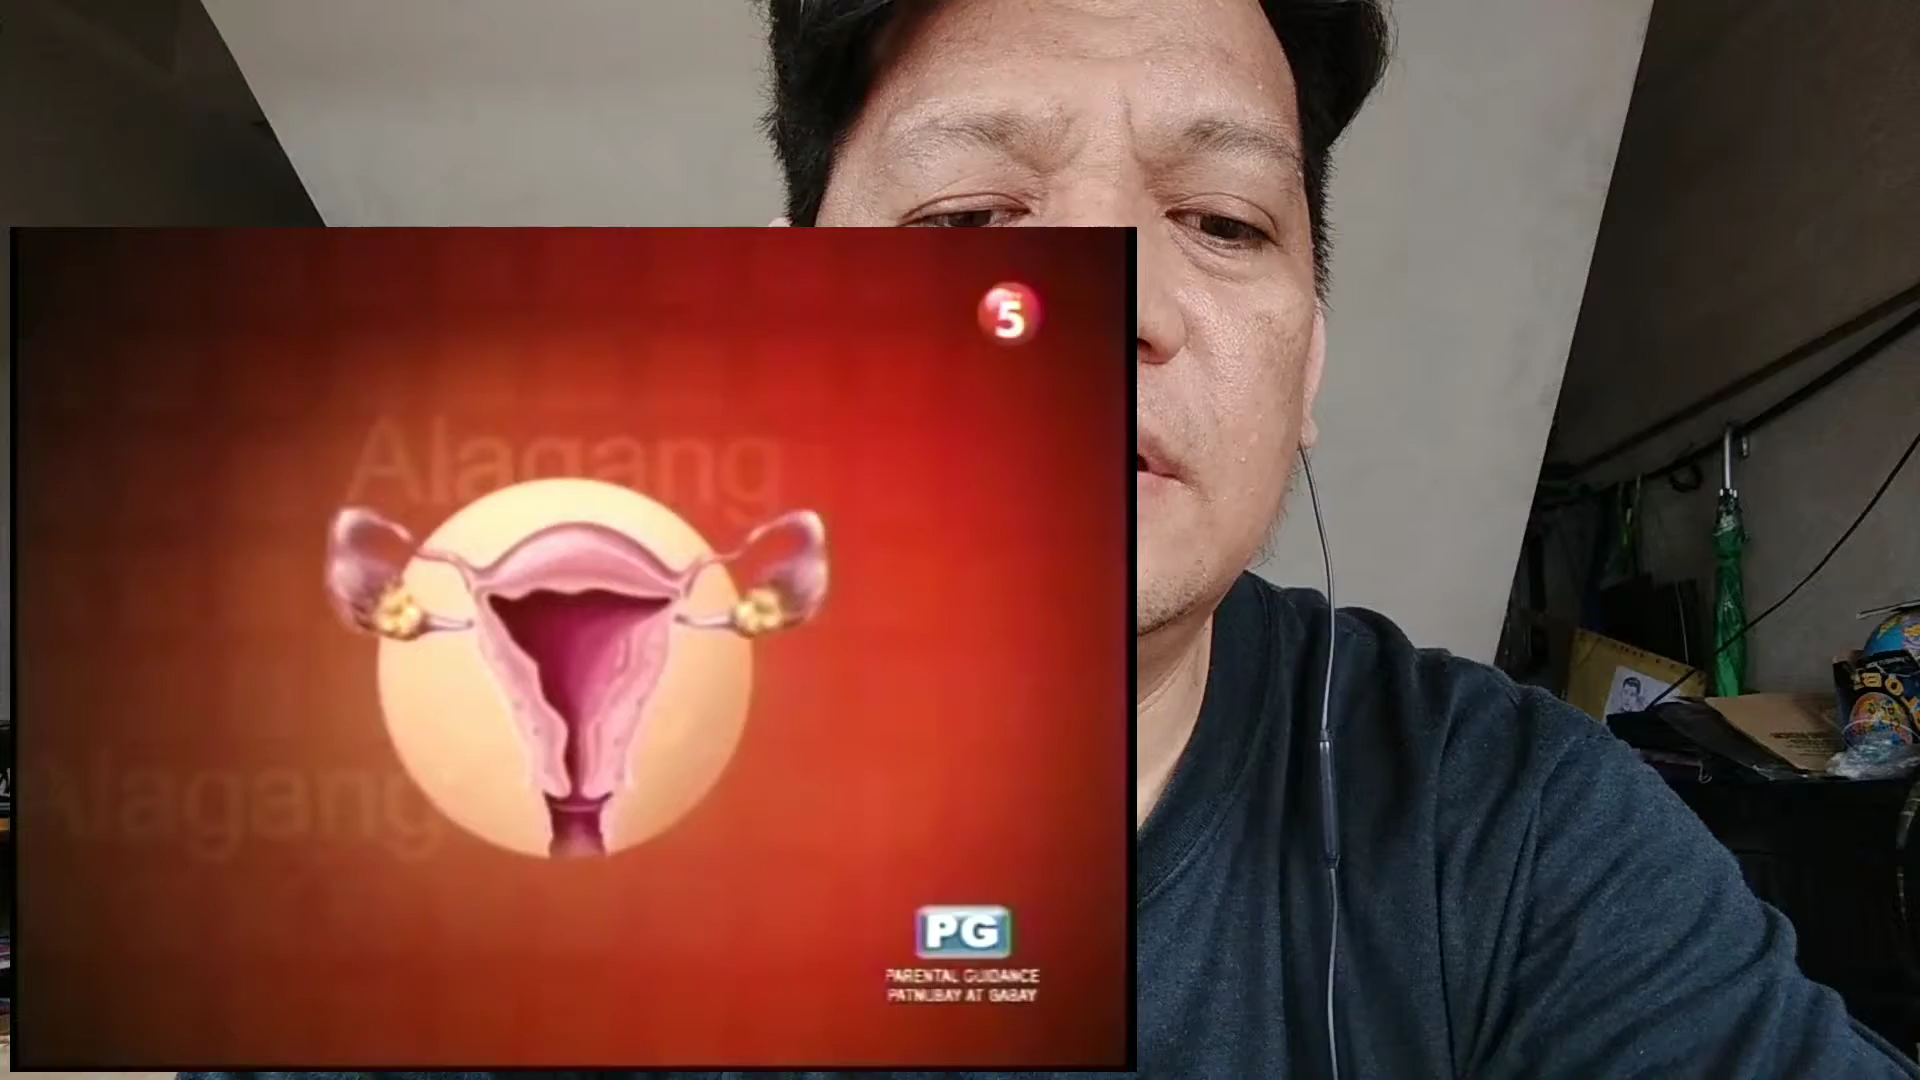 5
Alagang
Alagang
PG
PARENTAL GUIDANCE
PATNUBAY AT GABAY